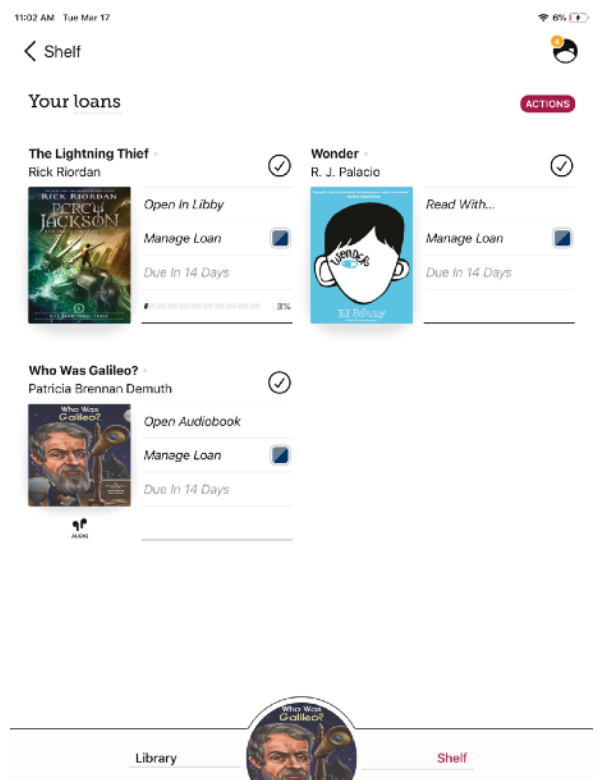 11:02 AM Tue Mar 17
6%
4
Shelf
Your loans
ACTIONS
The Lightning Thief
Rick Riordan
RICK RIORDAN
PERCY
JACKSON
Open In Libby
Manage Loan
Due In 14 Days
3%
Wonder
R. J. Palacio
WONDER
R.J. PALACIO
Read With...
Manage Loan
Due In 14 Days
Who Was Galileo?
Patricia Brennan Demuth
Who Was
Galileo?
Open Audiobook
Manage Loan
Due In 14 Days
AUDIO
Who Was
Galileo?
Library
Shelf